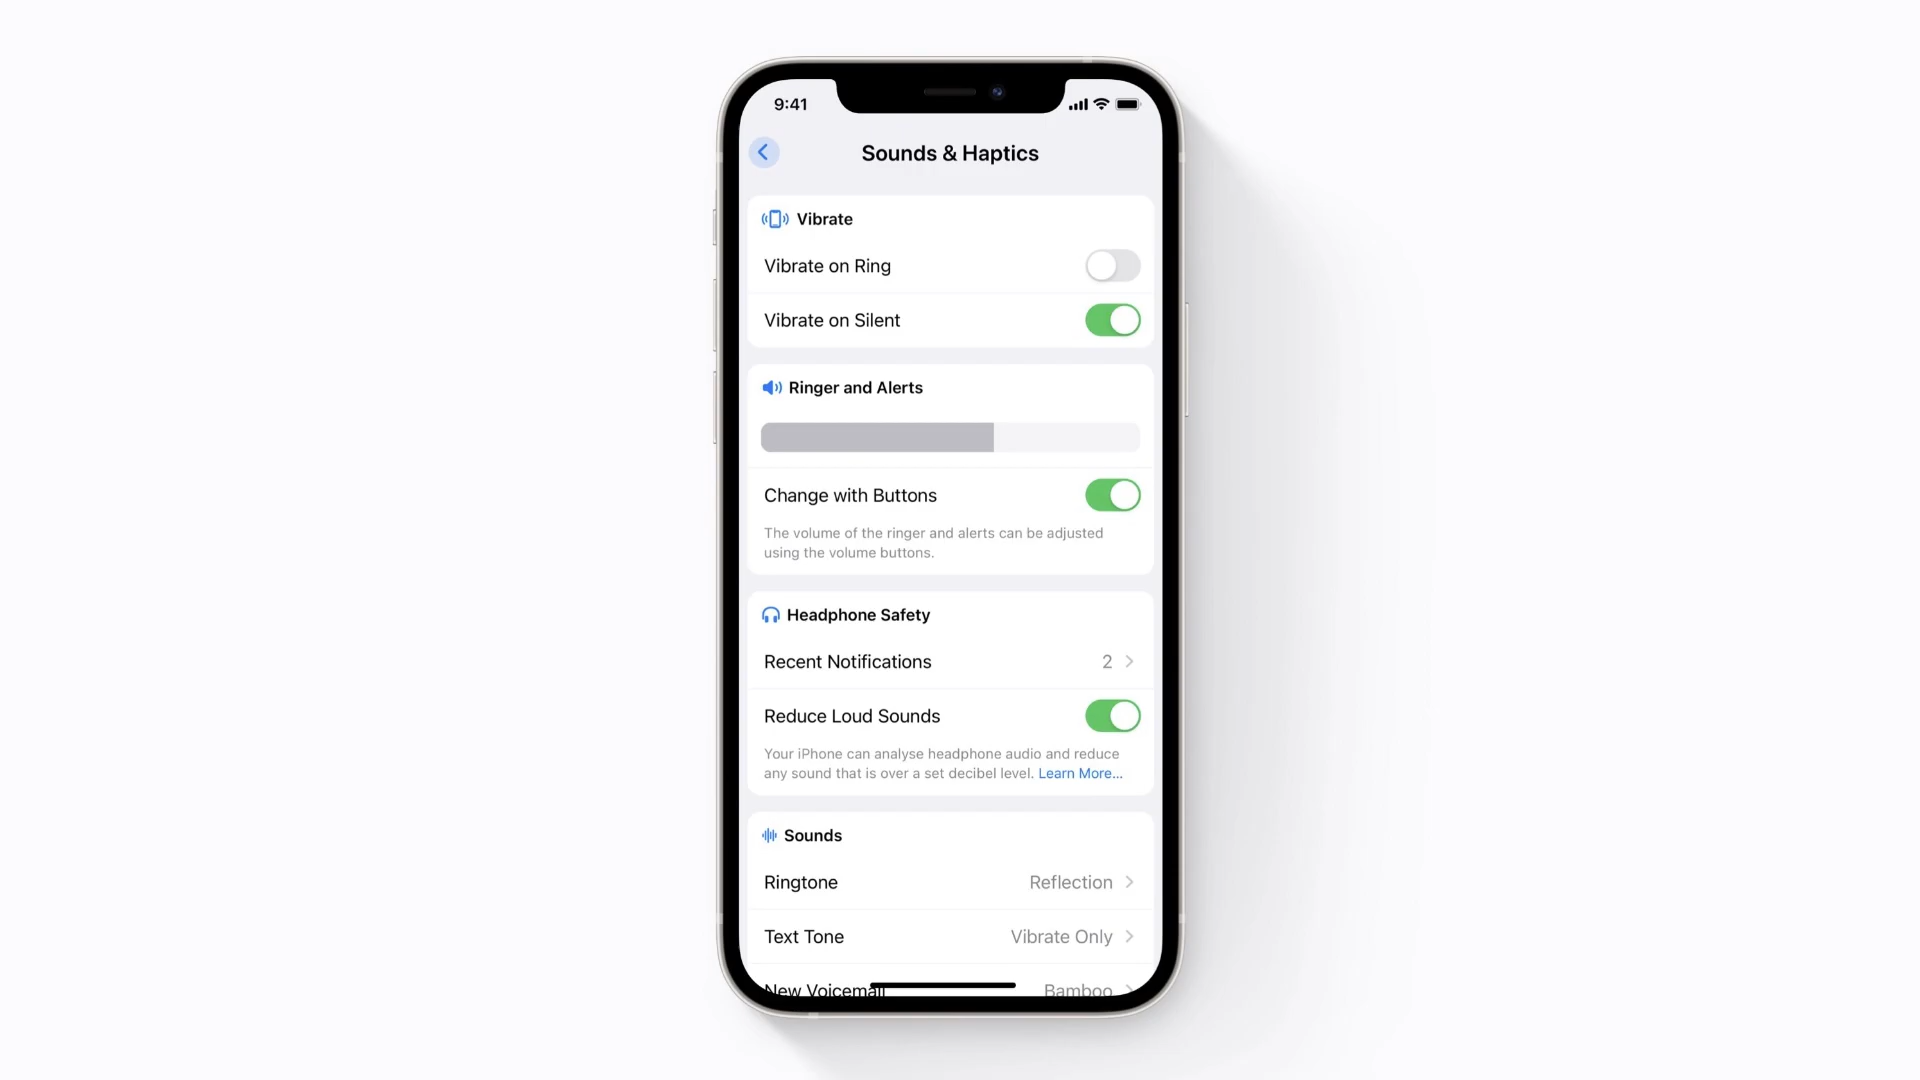 9:41
Sounds & Haptics
Vibrate
Vibrate on Ring
Vibrate on Silent
Ringer and Alerts
Change with Buttons
The volume of the ringer and alerts can be adjusted
using the volume buttons.
Headphone Safety
Recent Notifications 2
Reduce Loud Sounds
Your iPhone can analyse headphone audio and reduce
any sound that is over a set decibel level. Learn More...
Sounds
Ringtone Reflection
Text Tone Vibrate Only
New Voicemail Bamboo